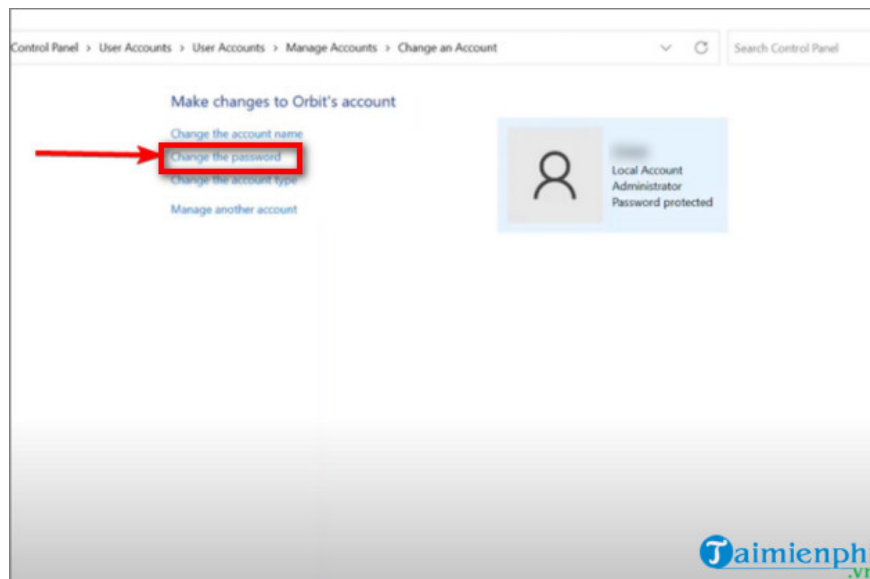 Control Panel > User Accounts > User Accounts > Manage Accounts > Change an Account
Search Control Panel
Make changes to Orbit's account
Change the account name
Change the password
Change the account type
Manage another account
Local Account
Administrator
Password protected
Taimienph
.vn